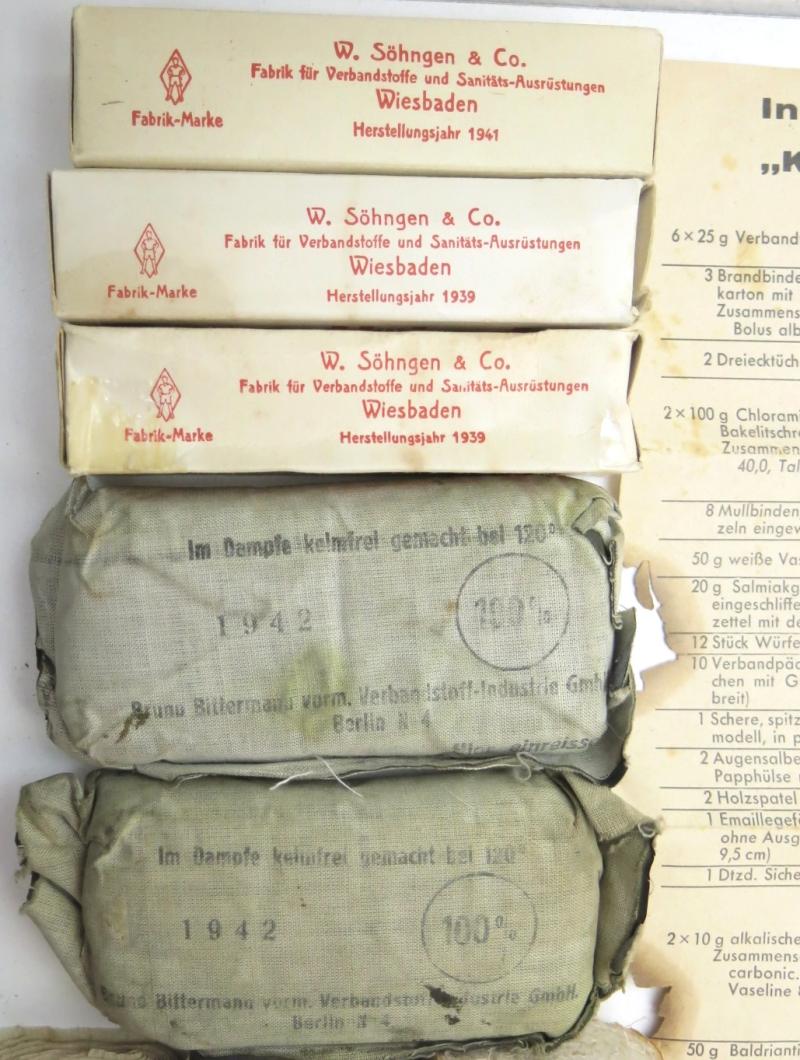 W. Söhngen & Co.
Fabrik für Verbandstoffe und Sanitäts-Ausrüstungen
Wiesbaden
Herstellungsjahr 1941
Fabrik-Marke
W. Söhngen & Co.
Fabrik für Verbandstoffe und Sanitäts-Ausrüstungen
Wiesbaden
Herstellungsjahr 1939
Fabrik-Marke
W. Söhngen & Co.
Fabrik für Verbandstoffe und Sanitäts-Ausrüstungen
Wiesbaden
Herstellungsjahr 1939
Fabrik-Marke
Im Dampfe keimfrei gemacht bei 120°
1942
100%
Bruno Bittermann vorm. Verbandstoff-Industrie GmbH
Berlin N 4
Hier einreiss
Im Dampfe keimfrei gemacht bei 120°
1942
100%
Bruno Bittermann vorm. Verbandstoff-Industrie GmbH.
Berlin N 4
In
„K
6 × 25 g Verband
3 Brandbinde
karton mit
Zusammens
Bolus alb
2 Dreiecktüch
2 × 100 g Chlorami
Bakelitschr
Zusammen
40,0, Tal
8 Mullbinden
zeln eingew
50 g weiße Vas
20 g Salmiakg
eingeschliffe
zettel mit de
12 Stück Würfe
10 Verbandpäc
chen mit G
breit)
1 Schere, spitz
modell, in p
2 Augensalbe
Papphülse
2 Holzspatel
1 Emaillegefä
ohne Ausg
9,5 cm)
1 Dtzd. Siche
2 × 10 g alkalische
Zusammens
carbonic.
Vaseline 8
50 g Baldrianti